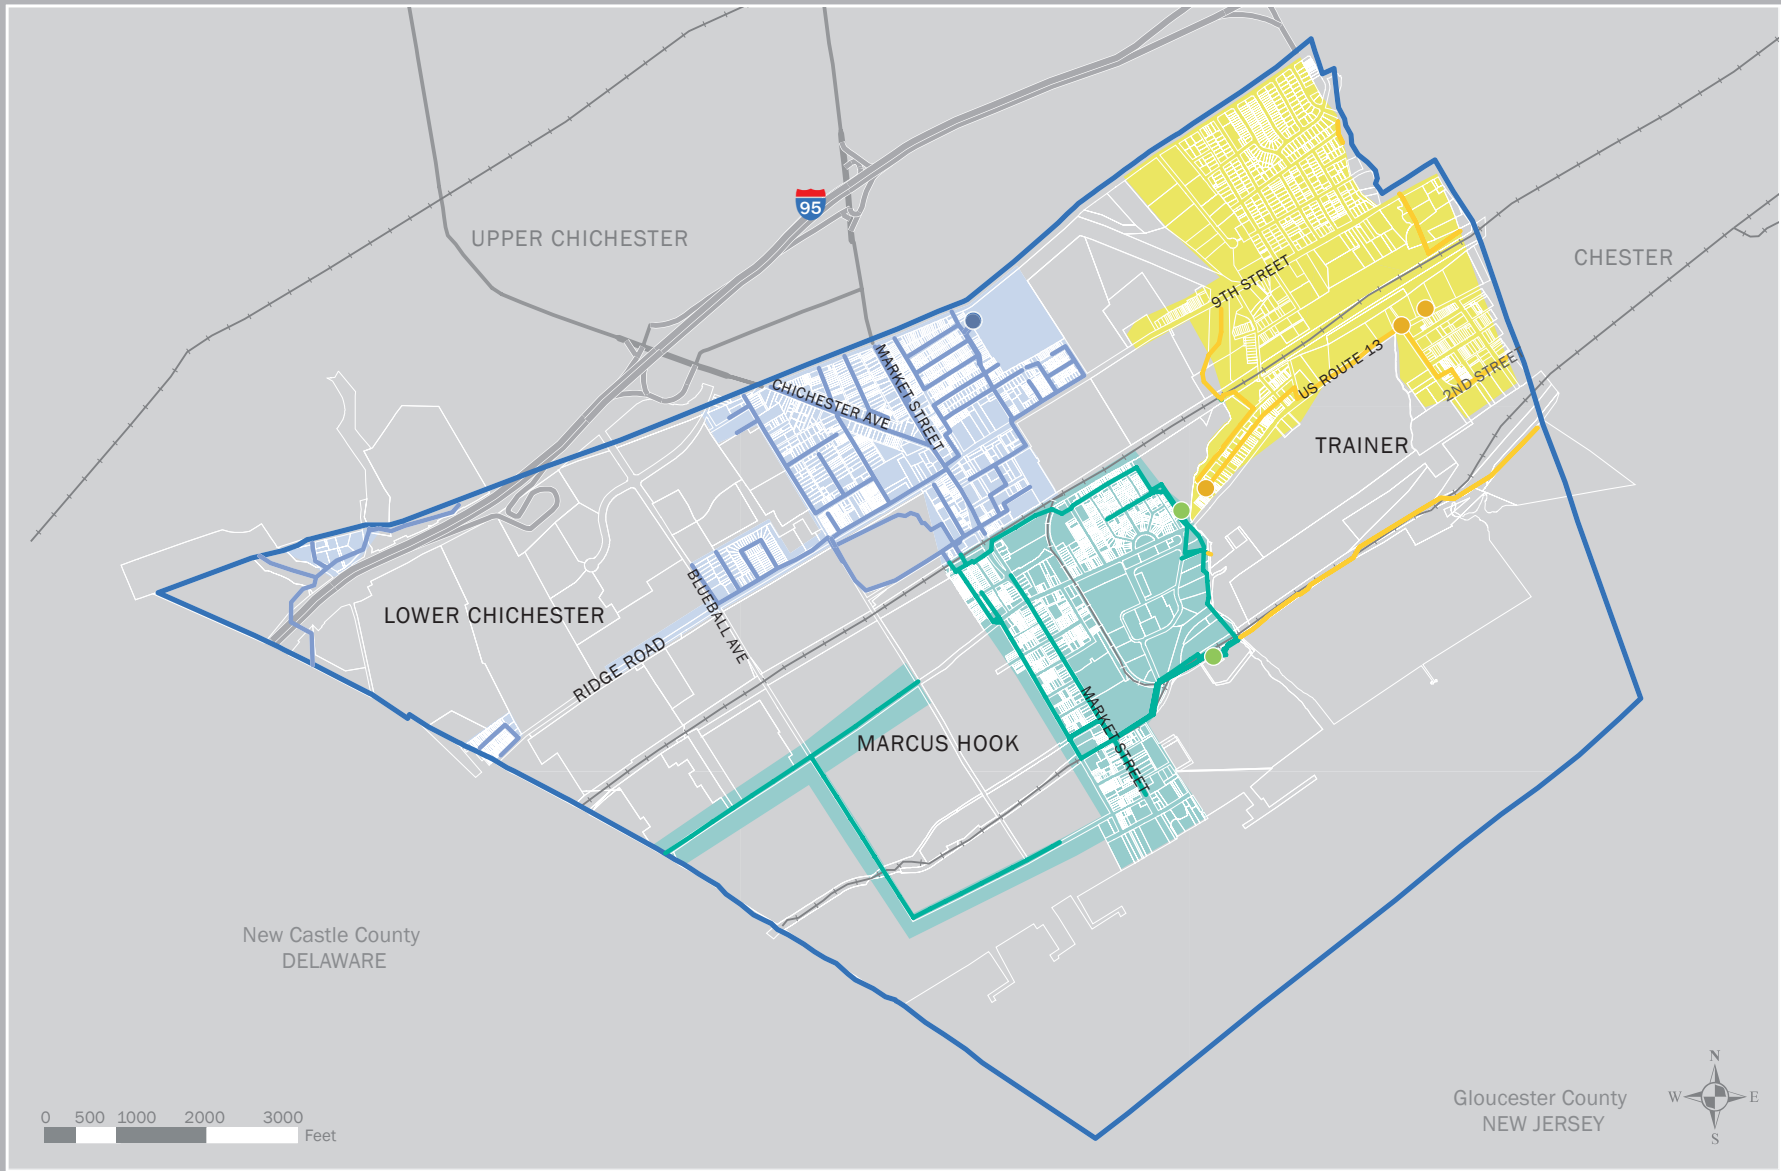 95
UPPER CHICHESTER
CHESTER
9TH STREET
MARKET STREET
CHICHESTER AVE
US ROUTE 13
2ND STREET
TRAINER
LOWER CHICHESTER
BLUEBALL AVE
RIDGE ROAD
MARCUS HOOK
MARKET STREET
New Castle County
DELAWARE
Gloucester County
NEW JERSEY
N
W
E
S
0 500 1000 2000 3000
Feet